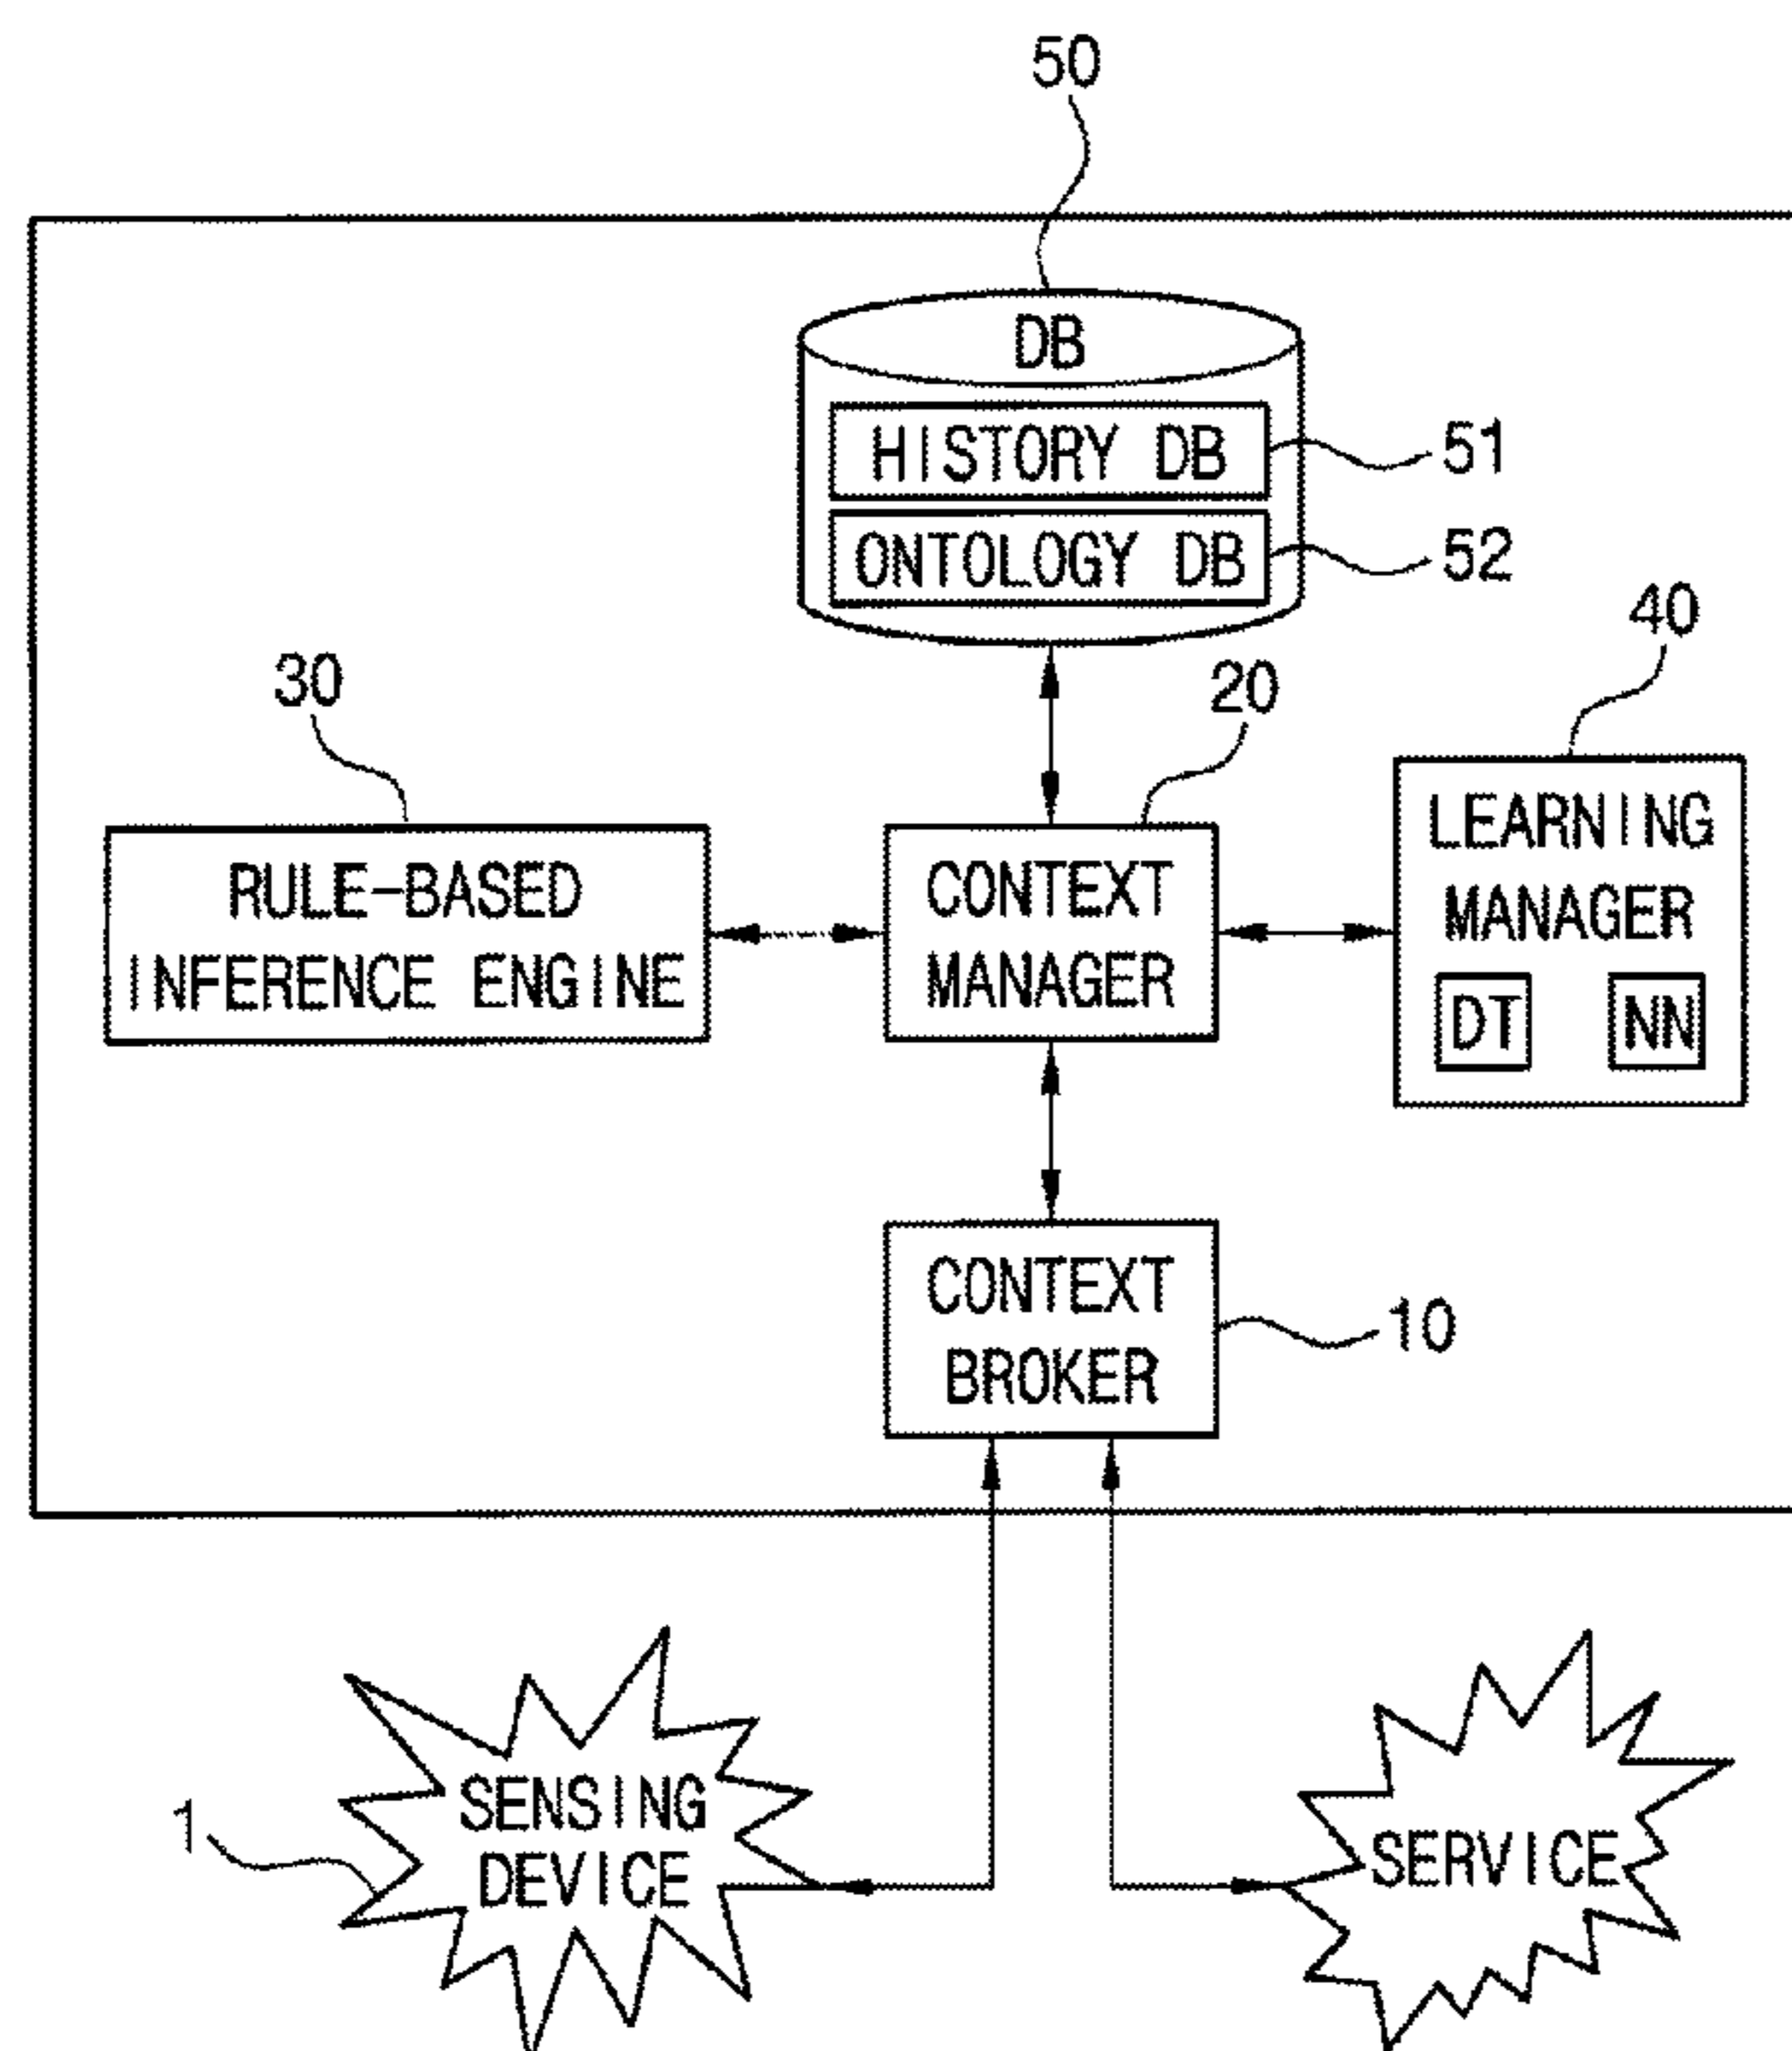 50
DB
HISTORY DB
51
ONTOLOGY DB
52
40
30
20
RULE-BASED
INFERENCE ENGINE
CONTEXT
MANAGER
LEARNING
MANAGER
DT
NN
CONTEXT
BROKER
10
1
SENSING
DEVICE
SERVICE